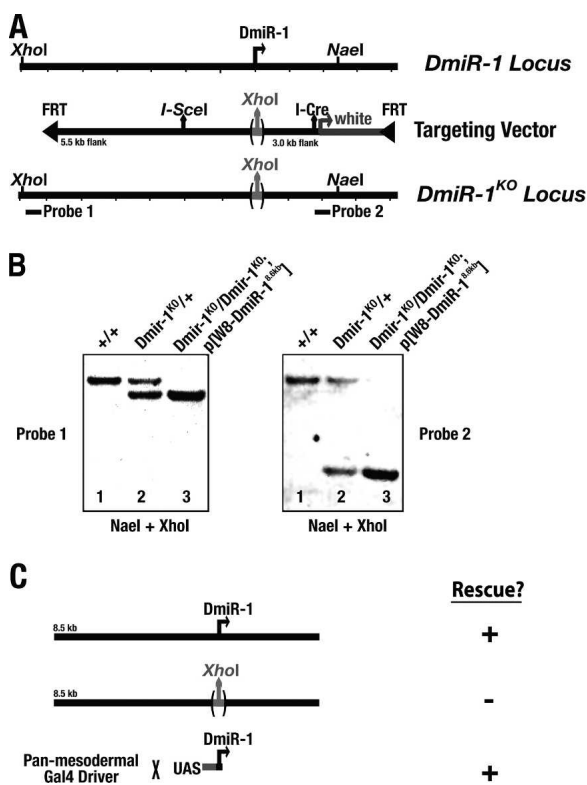 A
DmiR-1
XhoI
NaeI
DmiR-1 Locus
XhoI
FRT
I-SceI
I-Cre
white
FRT
5.5 kb flank
3.0 kb flank
Targeting Vector
XhoI
XhoI
NaeI
DmiR-1KO Locus
Probe 1
Probe 2
B
+/+
Dmir-1KO/+
Dmir-1KO/Dmir-1KO;
p[W8-DmiR-18.6kb]
+/+
Dmir-1KO/+
Dmir-1KO/Dmir-1KO;
p[W8-DmiR-18.6kb]
Probe 1
Probe 2
1 2 3
1 2 3
NaeI + XhoI
NaeI + XhoI
C
Rescue?
DmiR-1
8.5 kb
+
XhoI
8.5 kb
-
DmiR-1
Pan-mesodermal
Gal4 Driver
X
UAS
+